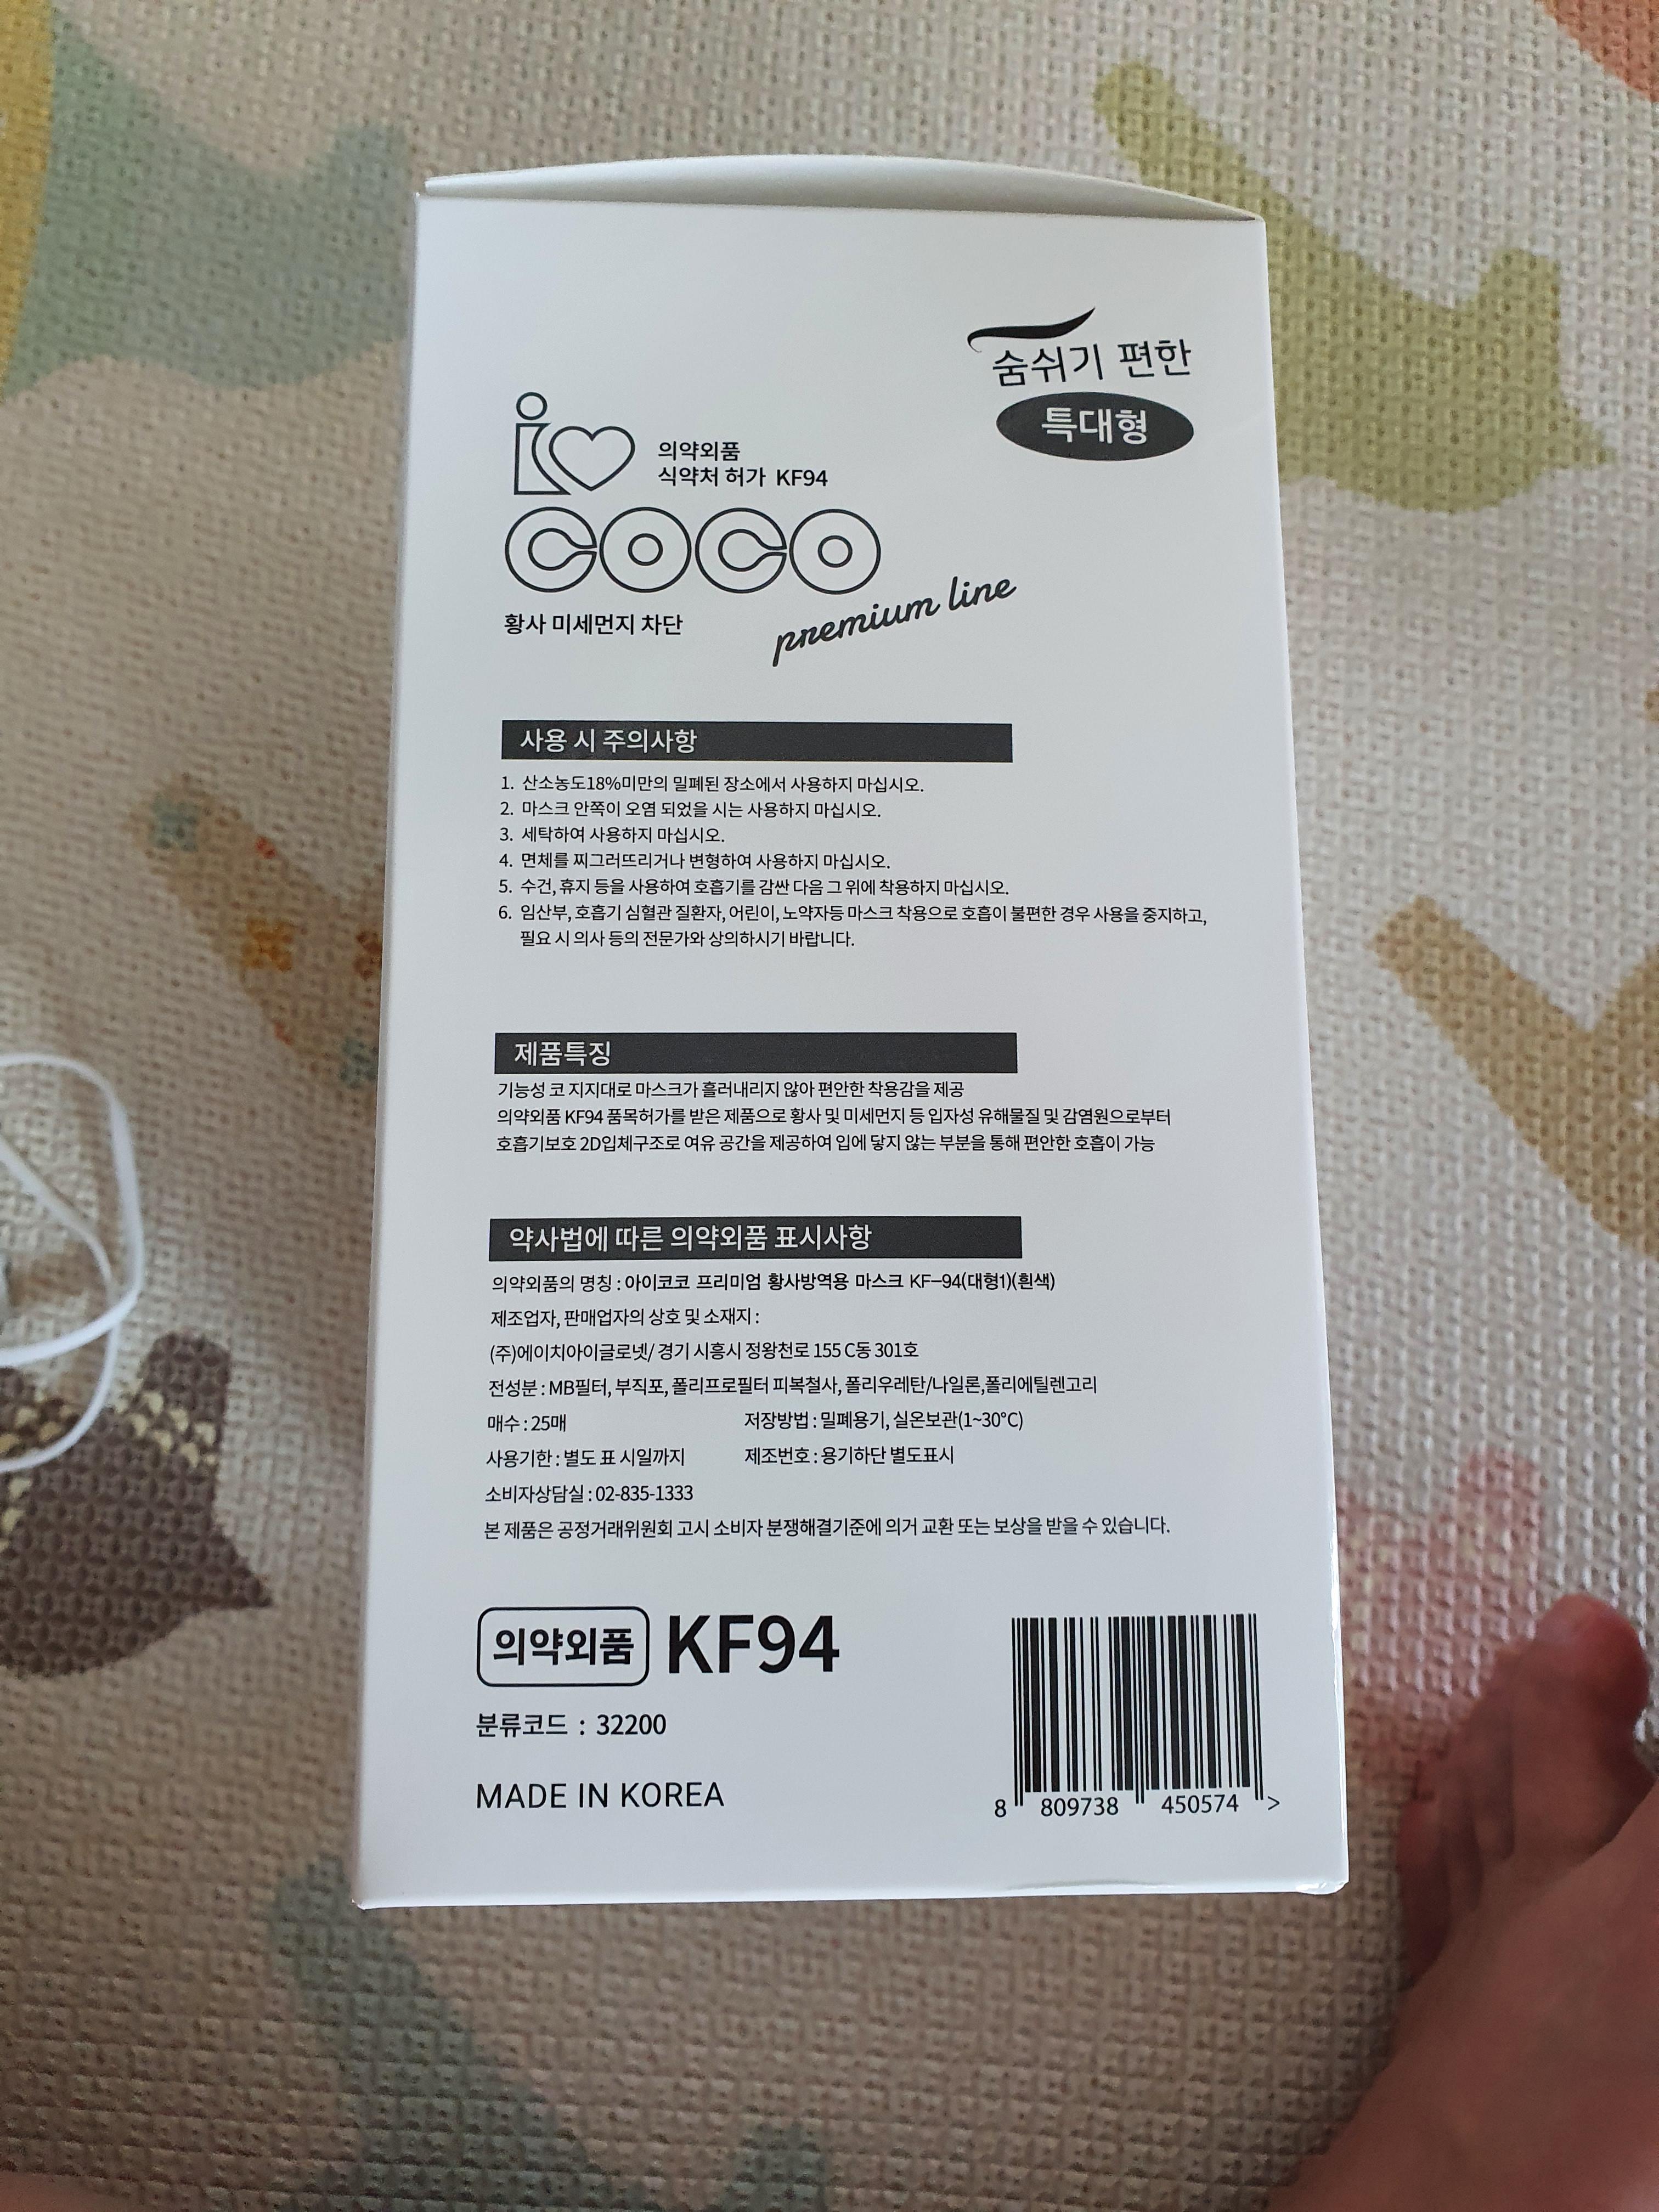 숨쉬기 편한
특대형
i
의약외품
식약처 허가 KF94
coco
premium line
황사 미세먼지 차단
사용 시 주의사항
1. 산소농도18%미만의 밀폐된 장소에서 사용하지 마십시오.
2. 마스크 안쪽이 오염 되었을 시는 사용하지 마십시오.
3. 세탁하여 사용하지 마십시오.
4. 면체를 찌그러뜨리거나 변형하여 사용하지 마십시오.
5. 수건, 휴지 등을 사용하여 호흡기를 감싼 다음 그 위에 착용하지 마십시오.
6. 임산부, 호흡기 심혈관 질환자, 어린이, 노약자등 마스크 착용으로 호흡이 불편한 경우 사용을 중지하고,
필요 시 의사 등의 전문가와 상의하시기 바랍니다.
제품특징
기능성 코 지지대로 마스크가 흘러내리지 않아 편안한 착용감을 제공
의약외품 KF94 품목허가를 받은 제품으로 황사 및 미세먼지 등 입자성 유해물질 및 감염원으로부터
호흡기보호 2D입체구조로 여유 공간을 제공하여 입에 닿지 않는 부분을 통해 편안한 호흡이 가능
약사법에 따른 의약외품 표시사항
의약외품의 명칭 : 아이코코 프리미엄 황사방역용 마스크 KF-94(대형1)(흰색)
제조업자, 판매업자의 상호 및 소재지 :
(주)에이치아이글로넷/ 경기 시흥시 정왕천로 155 C동 301호
전성분 : MB필터, 부직포, 폴리프로필터 피복철사, 폴리우레탄/나일론,폴리에틸렌고리
매수 : 25매 저장방법 : 밀폐용기, 실온보관(1~30°C)
사용기한 : 별도 표 시일까지 제조번호 : 용기하단 별도표시
소비자상담실 : 02-835-1333
본 제품은 공정거래위원회 고시 소비자 분쟁해결기준에 의거 교환 또는 보상을 받을 수 있습니다.
의약외품 KF94
분류코드 : 32200
MADE IN KOREA
8 809738 450574 >